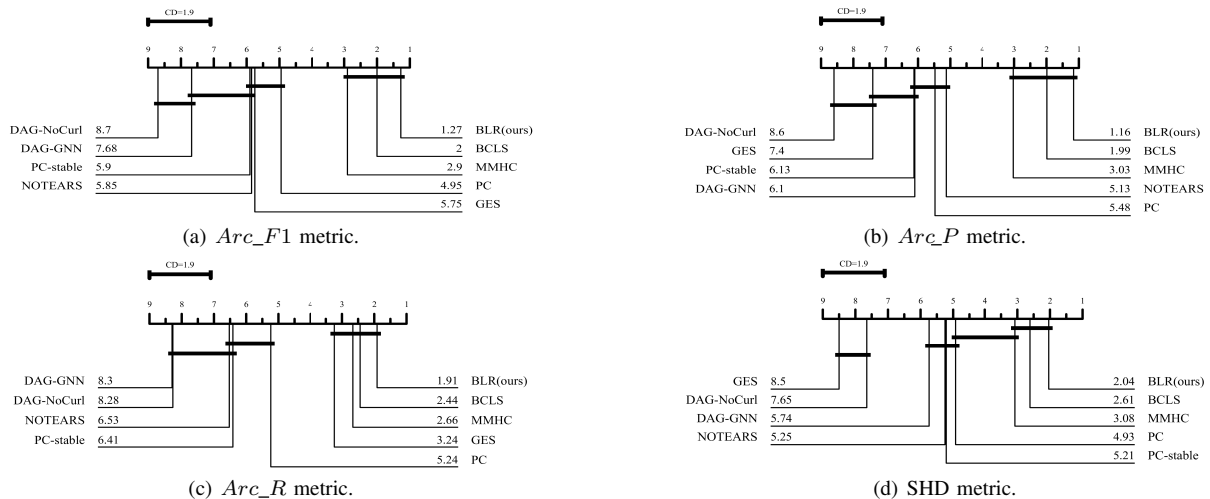 CD=1.9
9 8 7 6 5 4 3 2 1
DAG-NoCurl 8.7
DAG-GNN 7.68
PC-stable 5.9
NOTEARS 5.85
1.27 BLR(ours)
2 BCLS
2.9 MMHC
4.95 PC
5.75 GES
(a) Arc_F1 metric.
CD=1.9
9 8 7 6 5 4 3 2 1
DAG-NoCurl 8.6
GES 7.4
PC-stable 6.13
DAG-GNN 6.1
1.16 BLR(ours)
1.99 BCLS
3.03 MMHC
5.13 NOTEARS
5.48 PC
(b) Arc_P metric.
CD=1.9
9 8 7 6 5 4 3 2 1
DAG-GNN 8.3
DAG-NoCurl 8.28
NOTEARS 6.53
PC-stable 6.41
1.91 BLR(ours)
2.44 BCLS
2.66 MMHC
3.24 GES
5.24 PC
(c) Arc_R metric.
CD=1.9
9 8 7 6 5 4 3 2 1
GES 8.5
DAG-NoCurl 7.65
DAG-GNN 5.74
NOTEARS 5.25
2.04 BLR(ours)
2.61 BCLS
3.08 MMHC
4.93 PC
5.21 PC-stable
(d) SHD metric.